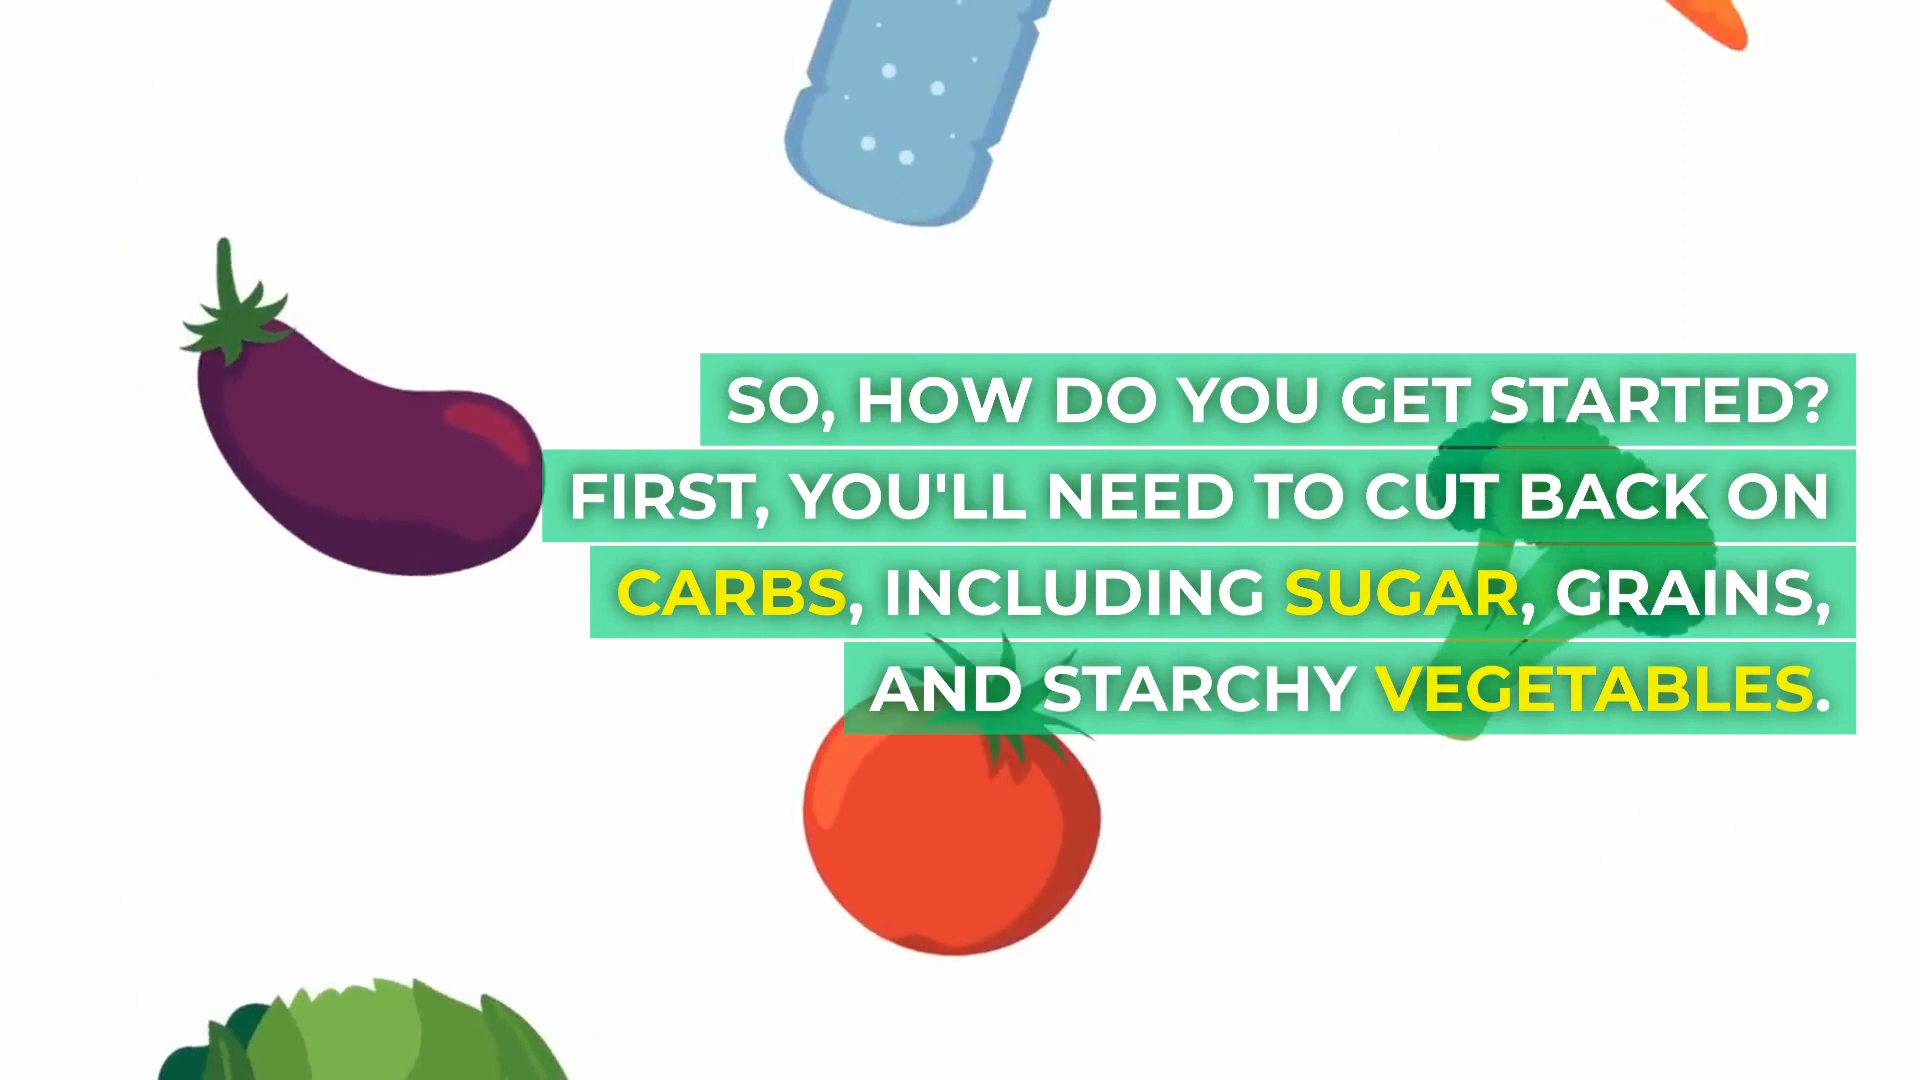 SO, HOW DO YOU GET STARTED?
FIRST, YOU'LL NEED TO CUT BACK ON
CARBS, INCLUDING SUGAR, GRAINS,
AND STARCHY VEGETABLES.